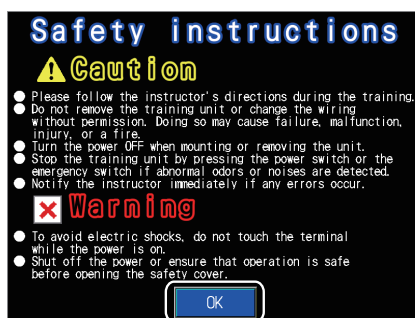 Safety instructions
Caution
● Please follow the instructor's directions during the training.
● Do not remove the training unit or change the wiring
without permission. Doing so may cause failure, malfunction,
injury, or a fire.
● Turn the power OFF when mounting or removing the unit.
● Stop the training unit by pressing the power switch or the
emergency switch if abnormal odors or noises are detected.
● Notify the instructor immediately if any errors occur.
Warning
● To avoid electric shocks, do not touch the terminal
while the power is on.
● Shut off the power or ensure that operation is safe
before opening the safety cover.
OK